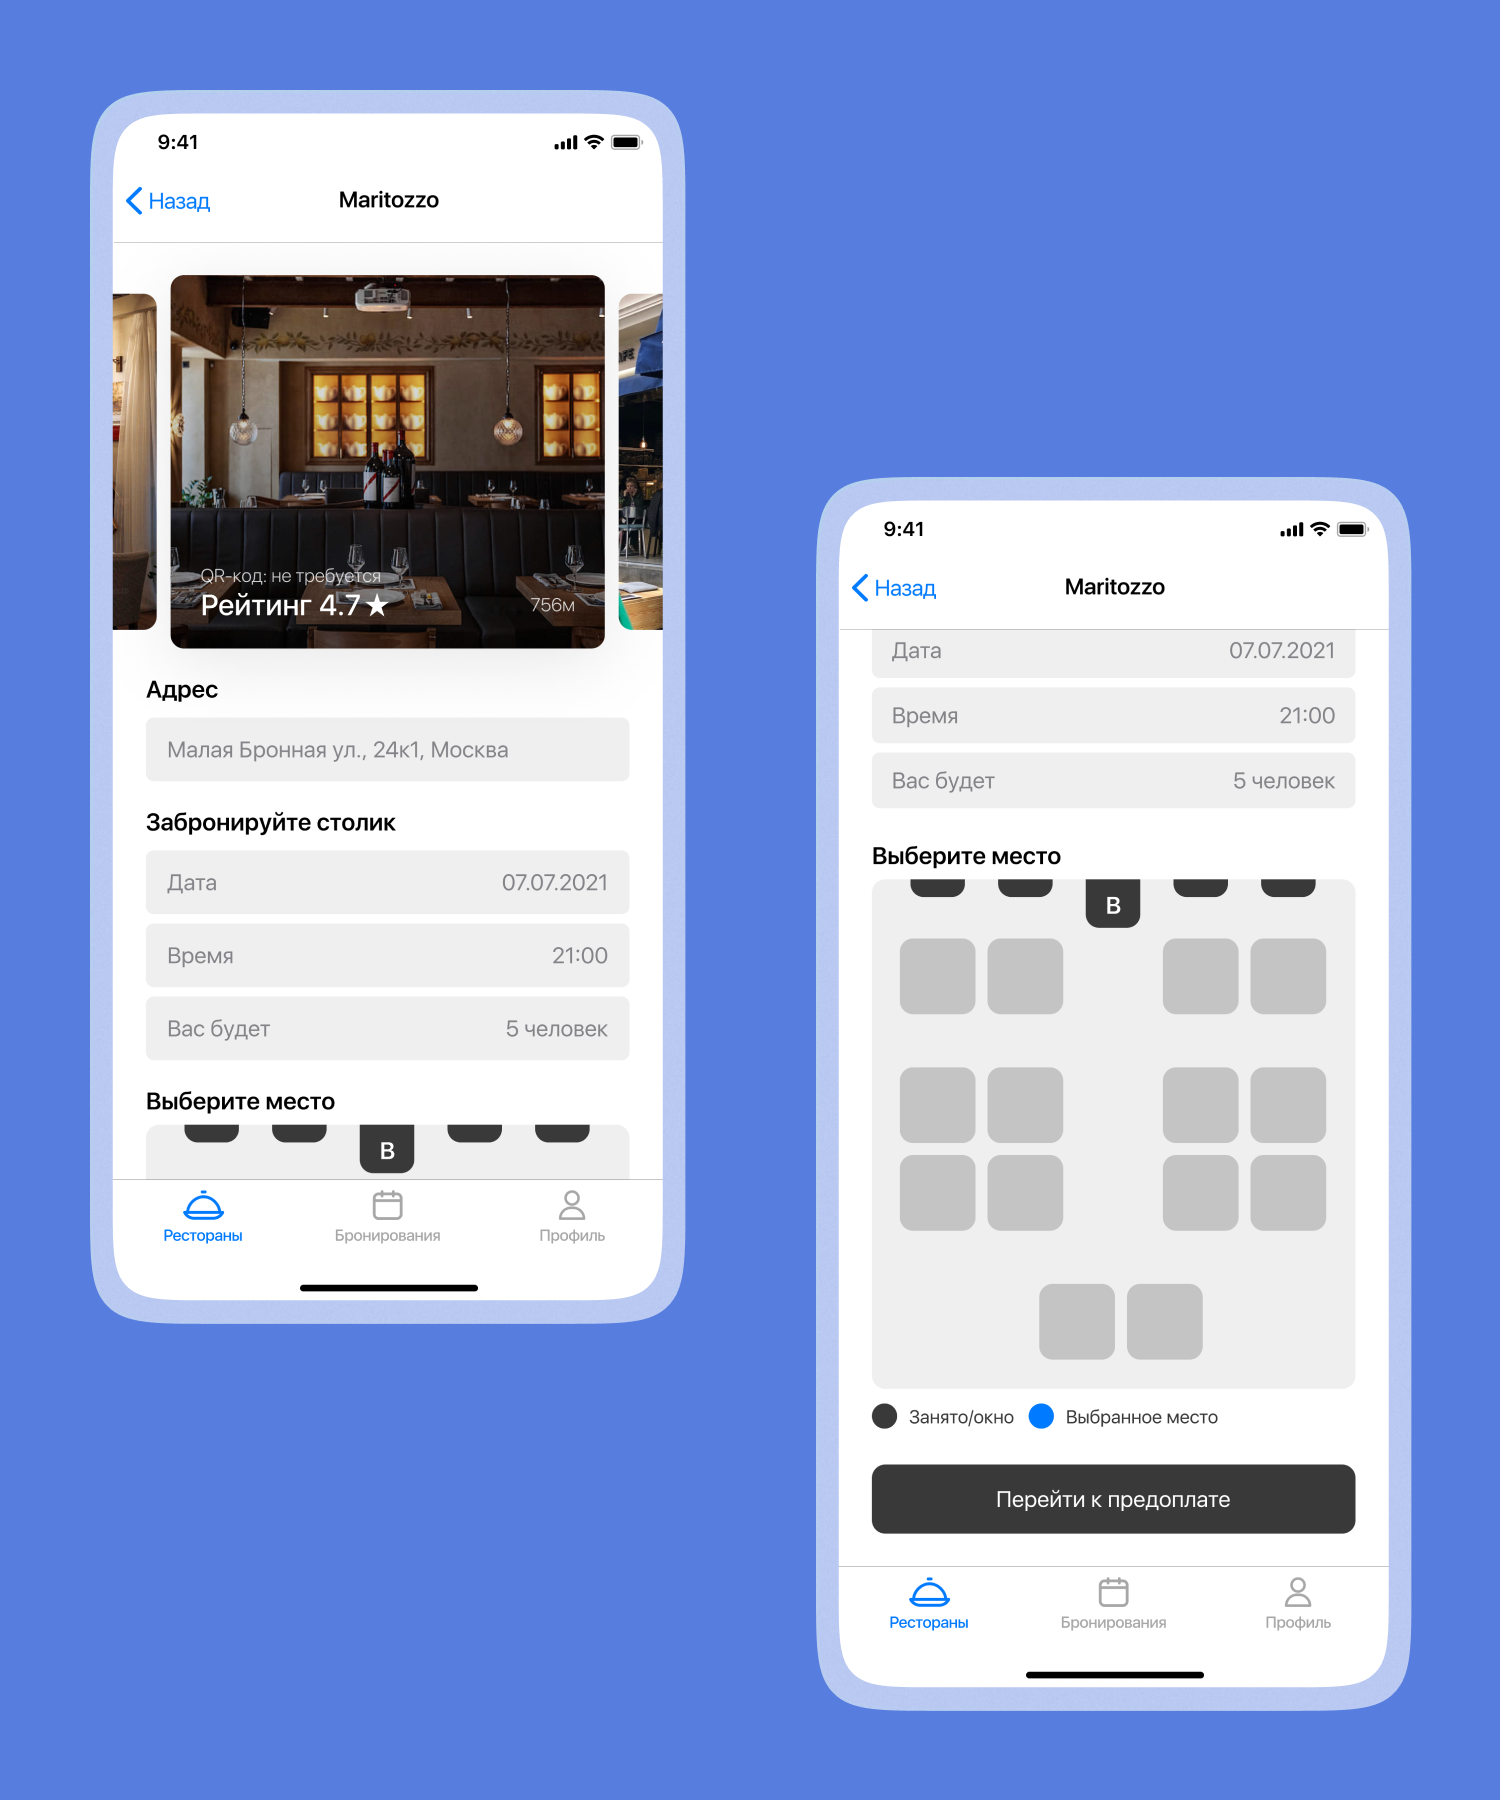 9:41
Назад
Maritozzo
QR-код: не требуется
Рейтинг 4.7 ★
756м
Адрес
Малая Бронная ул., 24к1, Москва
Забронируйте столик
Дата 07.07.2021
Время 21:00
Вас будет 5 человек
Выберите место
В
Рестораны Бронирования Профиль
9:41
Назад
Maritozzo
Дата 07.07.2021
Время 21:00
Вас будет 5 человек
Выберите место
В
Занято/окно Выбранное место
Перейти к предоплате
Рестораны Бронирования Профиль